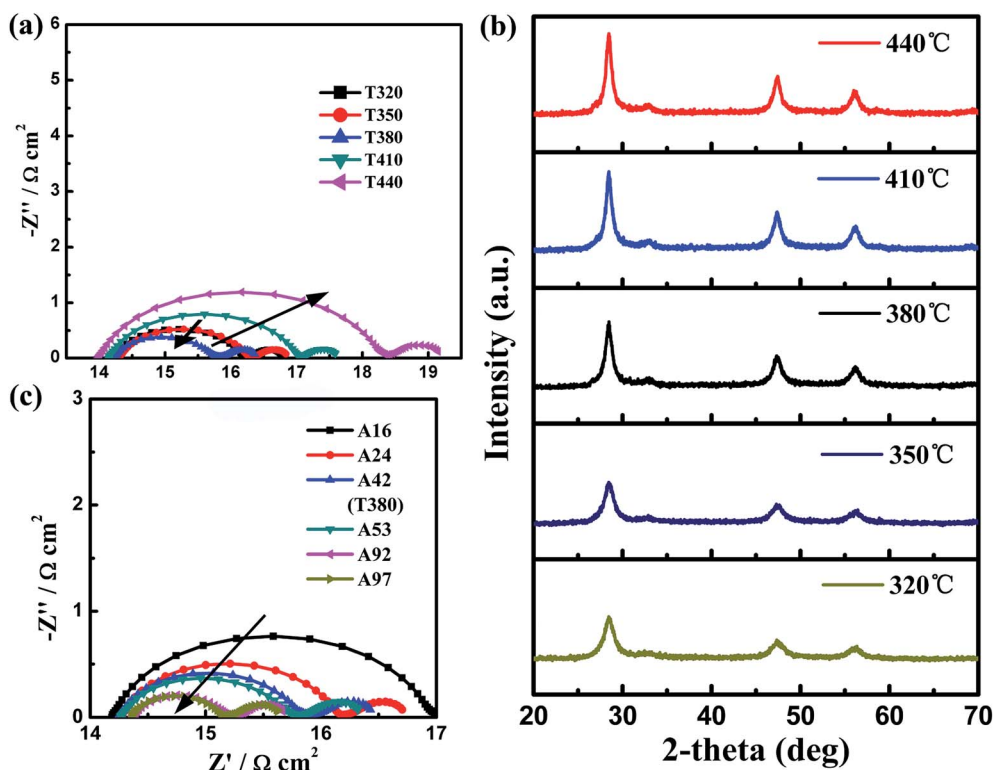 (a)
6
5
4
3
2
1
0
-Z'' / Ω cm²
T320
T350
T380
T410
T440
14 15 16 17 18 19
(c)
3
2
1
0
-Z'' / Ω cm²
A16
A24
A42
(T380)
A53
A92
A97
14 15 16 17
Z' / Ω cm²
(b)
Intensity (a.u.)
440℃
410℃
380℃
350℃
320℃
20 30 40 50 60 70
2-theta (deg)